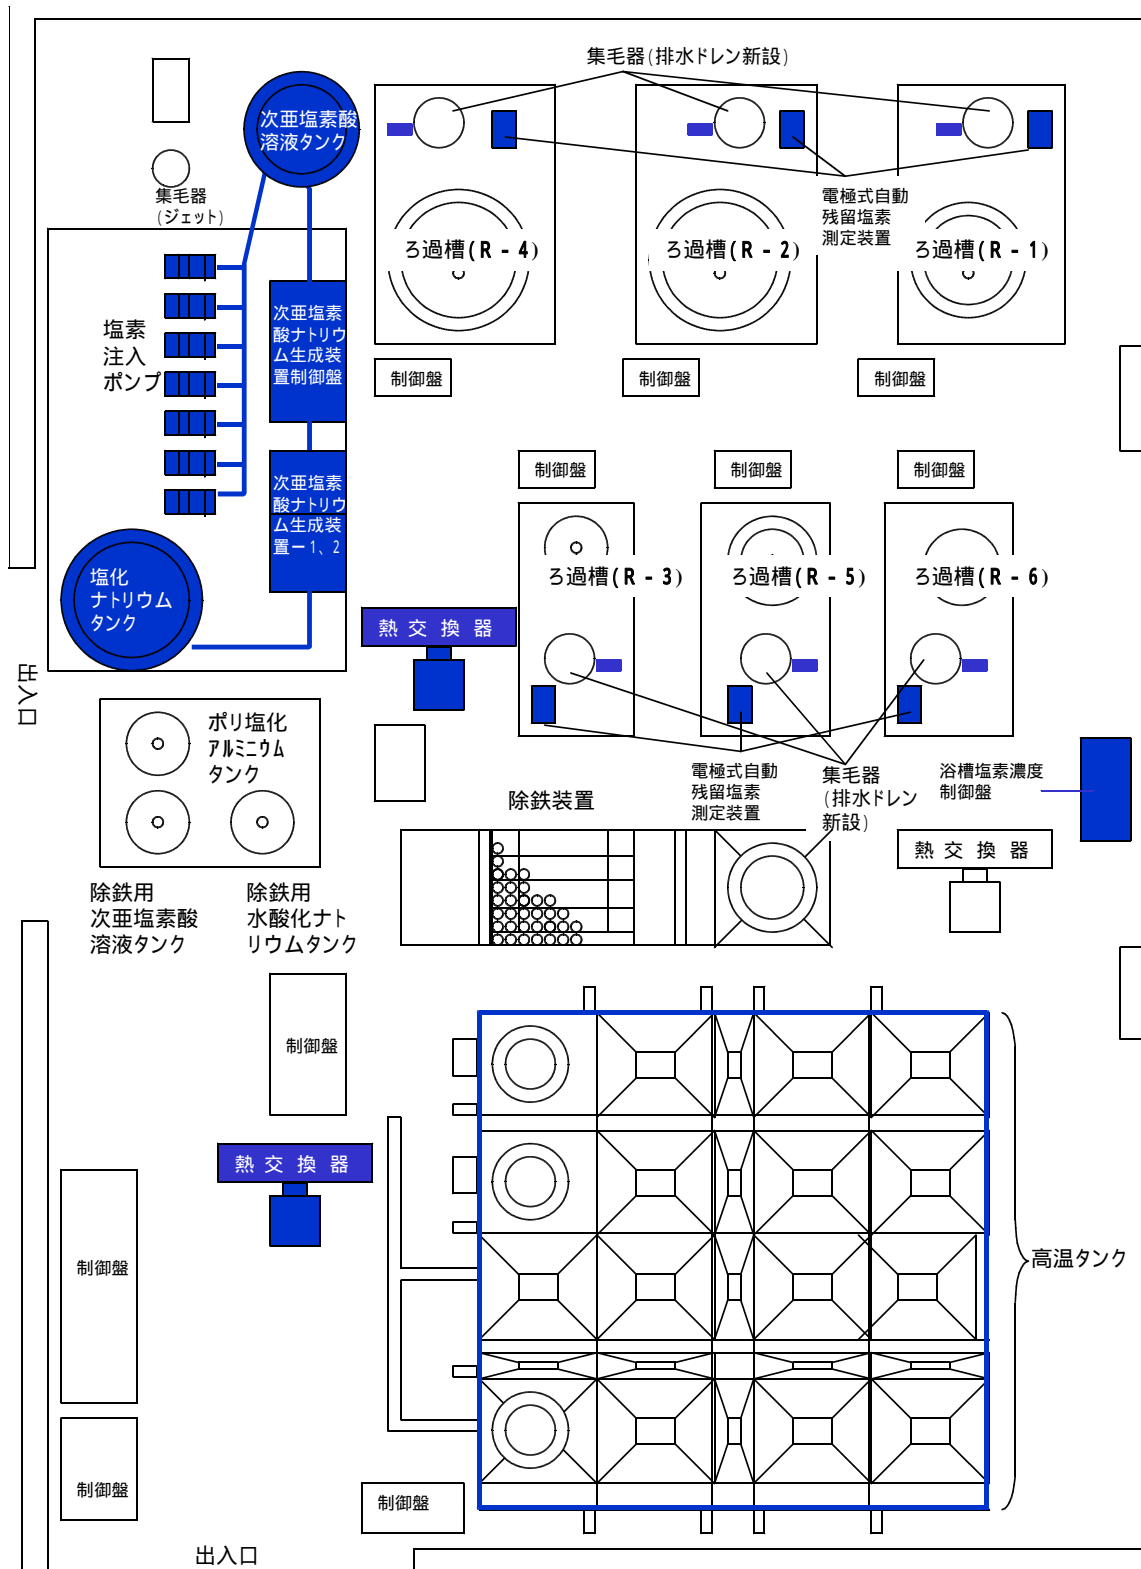 集毛器(排水ドレン新設)
次亜塩素酸
溶液タンク
集毛器
(ジェット)
電極式自動
残留塩素
測定装置
ろ過槽(R - 4)
ろ過槽(R - 2)
ろ過槽(R - 1)
塩素
注入
ポンプ
次亜塩素
酸ナトリウ
ム生成装
置制御盤
制御盤
制御盤
制御盤
次亜塩素
酸ナトリウ
ム生成装
置ー1、2
制御盤
制御盤
制御盤
ろ過槽(R - 3)
ろ過槽(R - 5)
ろ過槽(R - 6)
塩化
ナトリウム
タンク
熱交換器
出入口
ポリ塩化
アルミニウム
タンク
除鉄装置
電極式自動
残留塩素
測定装置
集毛器
(排水ドレン
新設)
浴槽塩素濃度
制御盤
熱交換器
除鉄用
次亜塩素酸
溶液タンク
除鉄用
水酸化ナト
リウムタンク
制御盤
熱交換器
制御盤
高温タンク
制御盤
制御盤
出入口